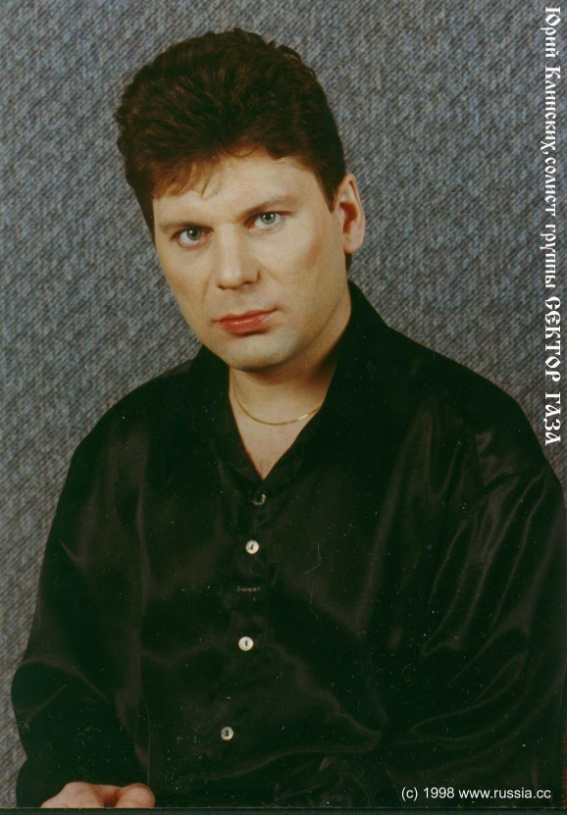 Юрий Клинских, солист группы СЕКТОР ГАЗА
(c) 1998 www.russia.cc